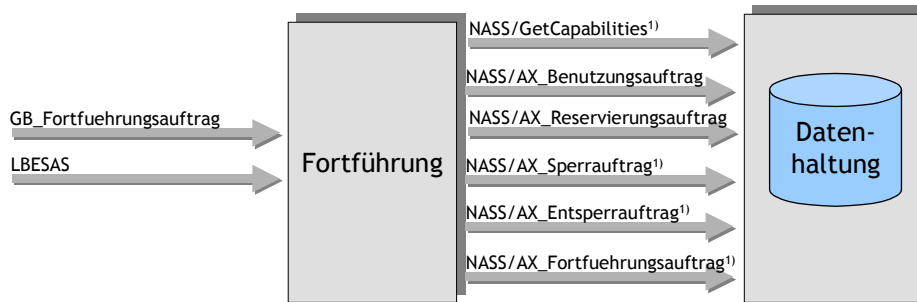 NASS/GetCapabilities¹⁾
NASS/AX_Benutzungsauftrag
GB_Fortfuehrungsauftrag
NASS/AX_Reservierungsauftrag
LBESAS
Fortführung
NASS/AX_Sperrauftrag¹⁾
NASS/AX_Entsperrauftrag¹⁾
NASS/AX_Fortfuehrungsauftrag¹⁾
Daten-
haltung